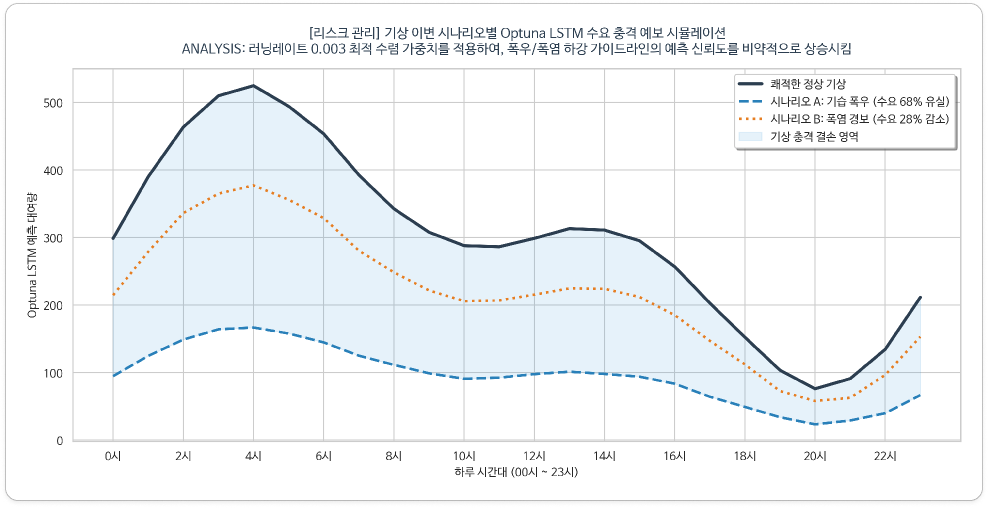 [리스크 관리] 기상 이변 시나리오별 Optuna LSTM 수요 충격 예보 시뮬레이션
ANALYSIS: 러닝레이트 0.003 최적 수렴 가중치를 적용하여, 폭우/폭염 하강 가이드라인의 예측 신뢰도를 비약적으로 상승시킴
쾌적한 정상 기상
시나리오 A: 기습 폭우 (수요 68% 유실)
시나리오 B: 폭염 경보 (수요 28% 감소)
기상 충격 결손 영역
Optuna LSTM 예측 대여량
500
400
300
200
100
0
0시 2시 4시 6시 8시 10시 12시 14시 16시 18시 20시 22시
하루 시간대 (00시 ~ 23시)